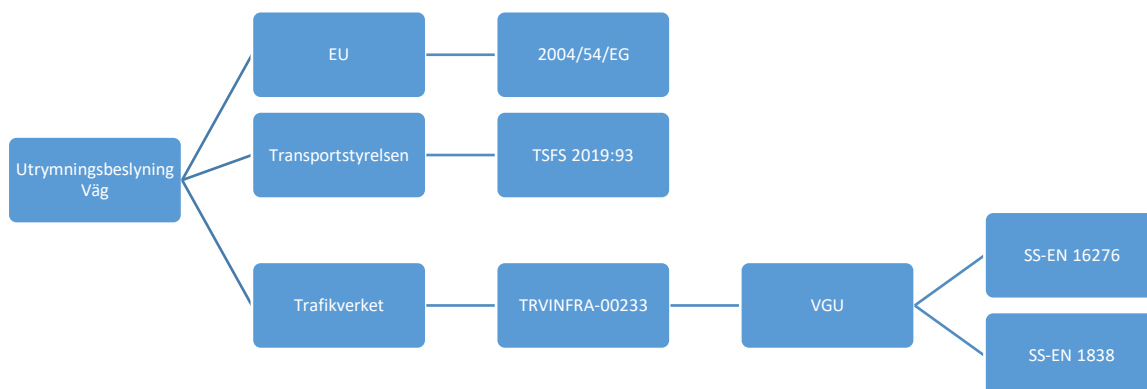 EU
2004/54/EG
Transportstyrelsen
TSFS 2019:93
Utrymningsbeslyning
Väg
SS-EN 16276
Trafikverket
TRVINFRA-00233
VGU
SS-EN 1838